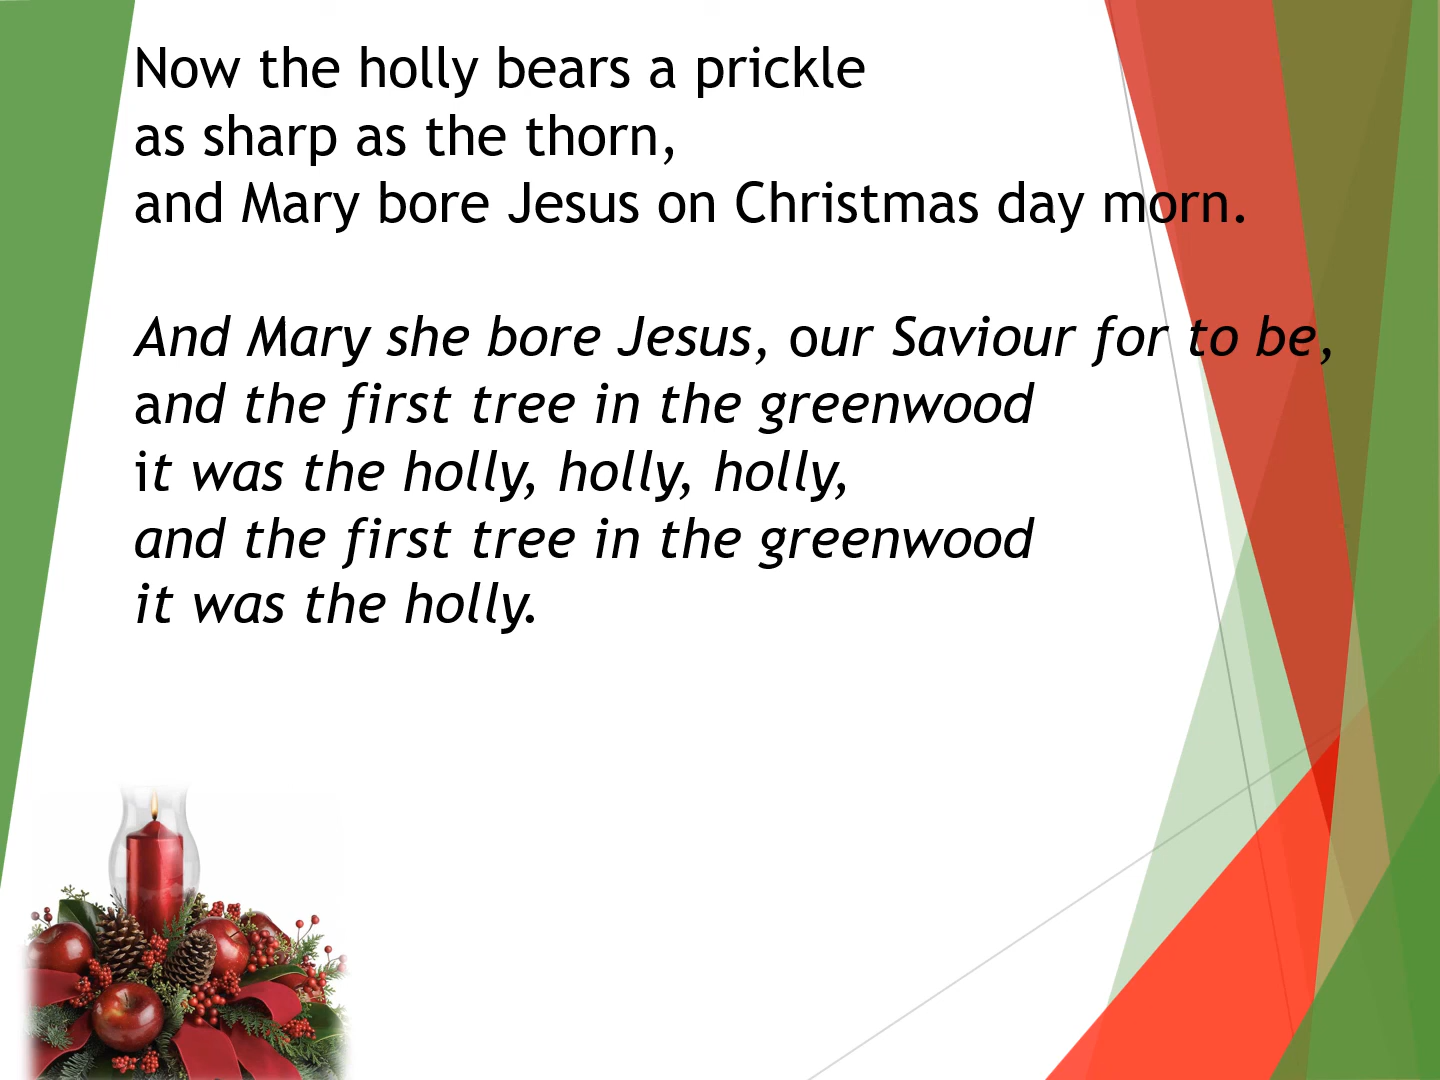 Now the holly bears a prickle
as sharp as the thorn,
and Mary bore Jesus on Christmas day morn.
And Mary she bore Jesus, our Saviour for to be,
and the first tree in the greenwood
it was the holly, holly, holly,
and the first tree in the greenwood
it was the holly.